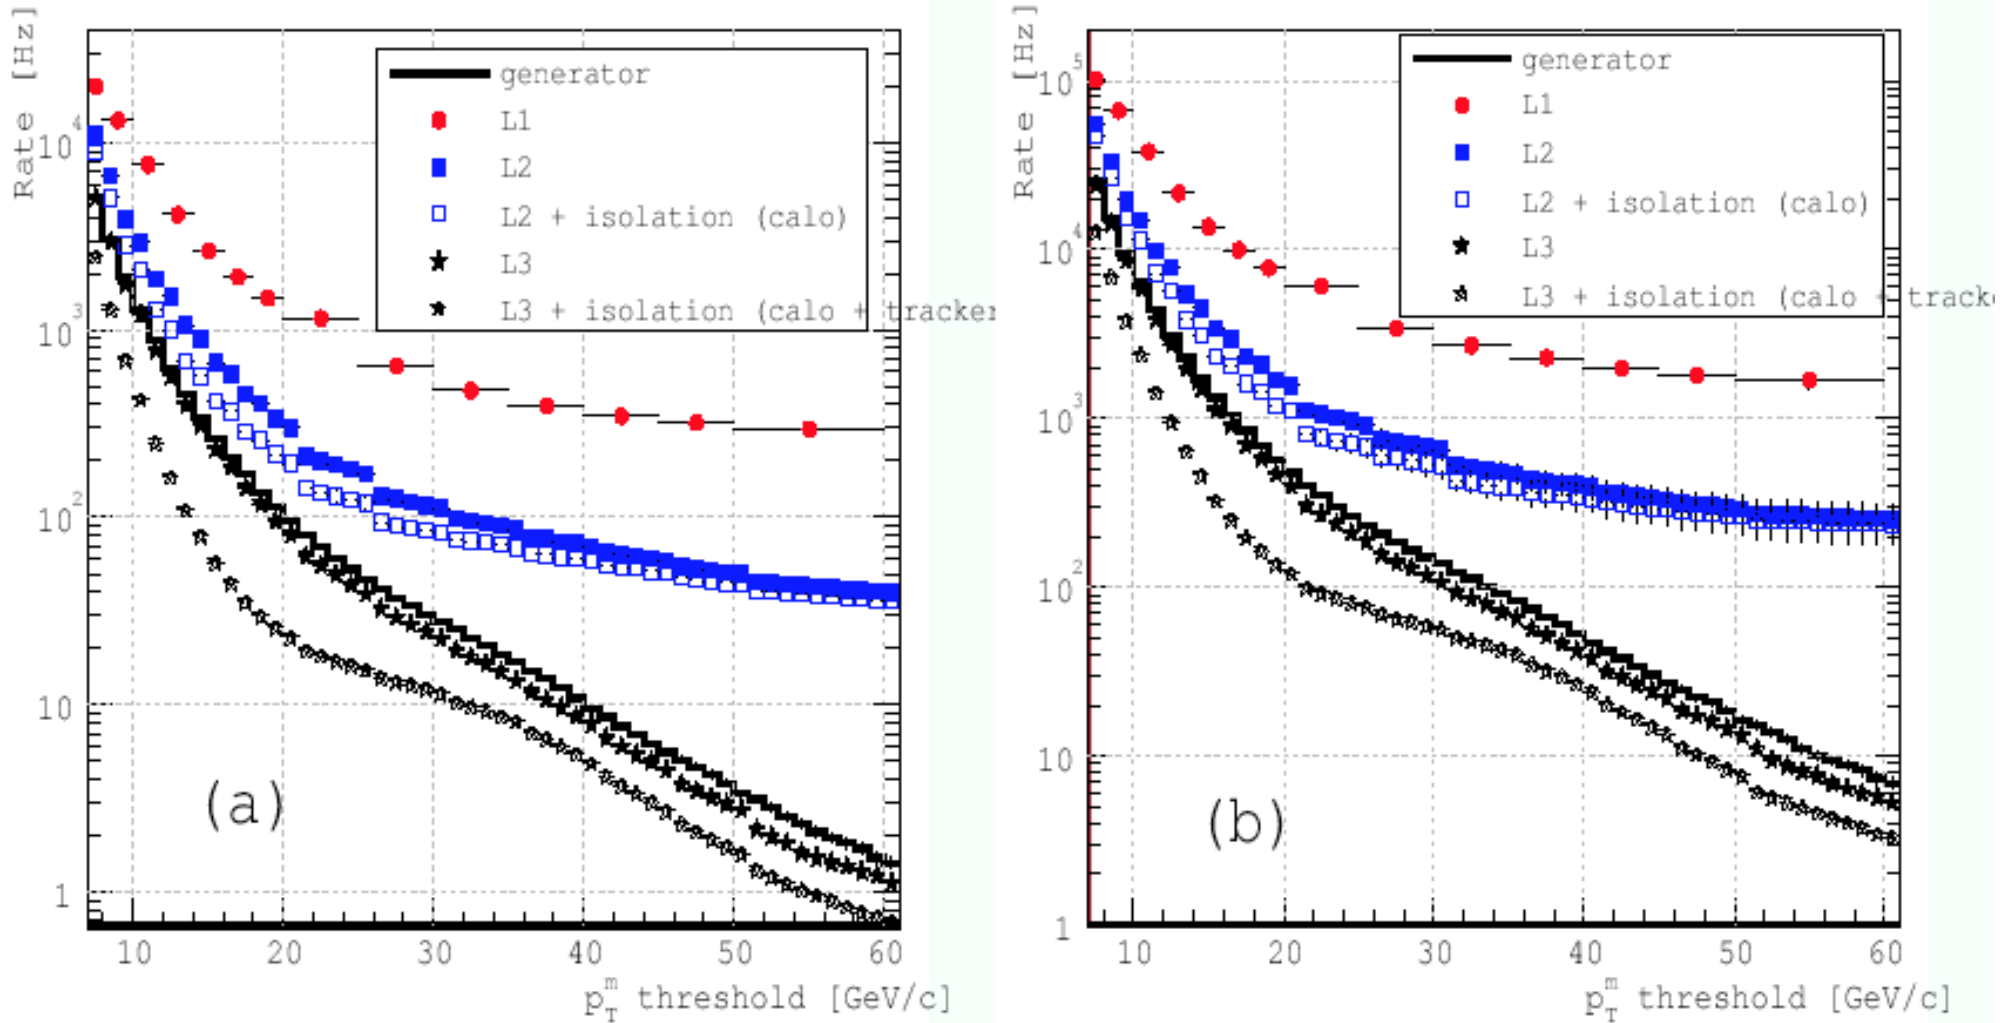 Rate [Hz]
generator
L1
L2
L2 + isolation (calo)
L3
L3 + isolation (calo + tracker
10^4
10^3
10^2
10
1
(a)
10 20 30 40 50 60
p_T^m threshold [GeV/c]
Rate [Hz]
generator
L1
L2
L2 + isolation (calo)
L3
L3 + isolation (calo + tracke
10^5
10^4
10^3
10^2
10
1
(b)
10 20 30 40 50 60
p_T^m threshold [GeV/c]